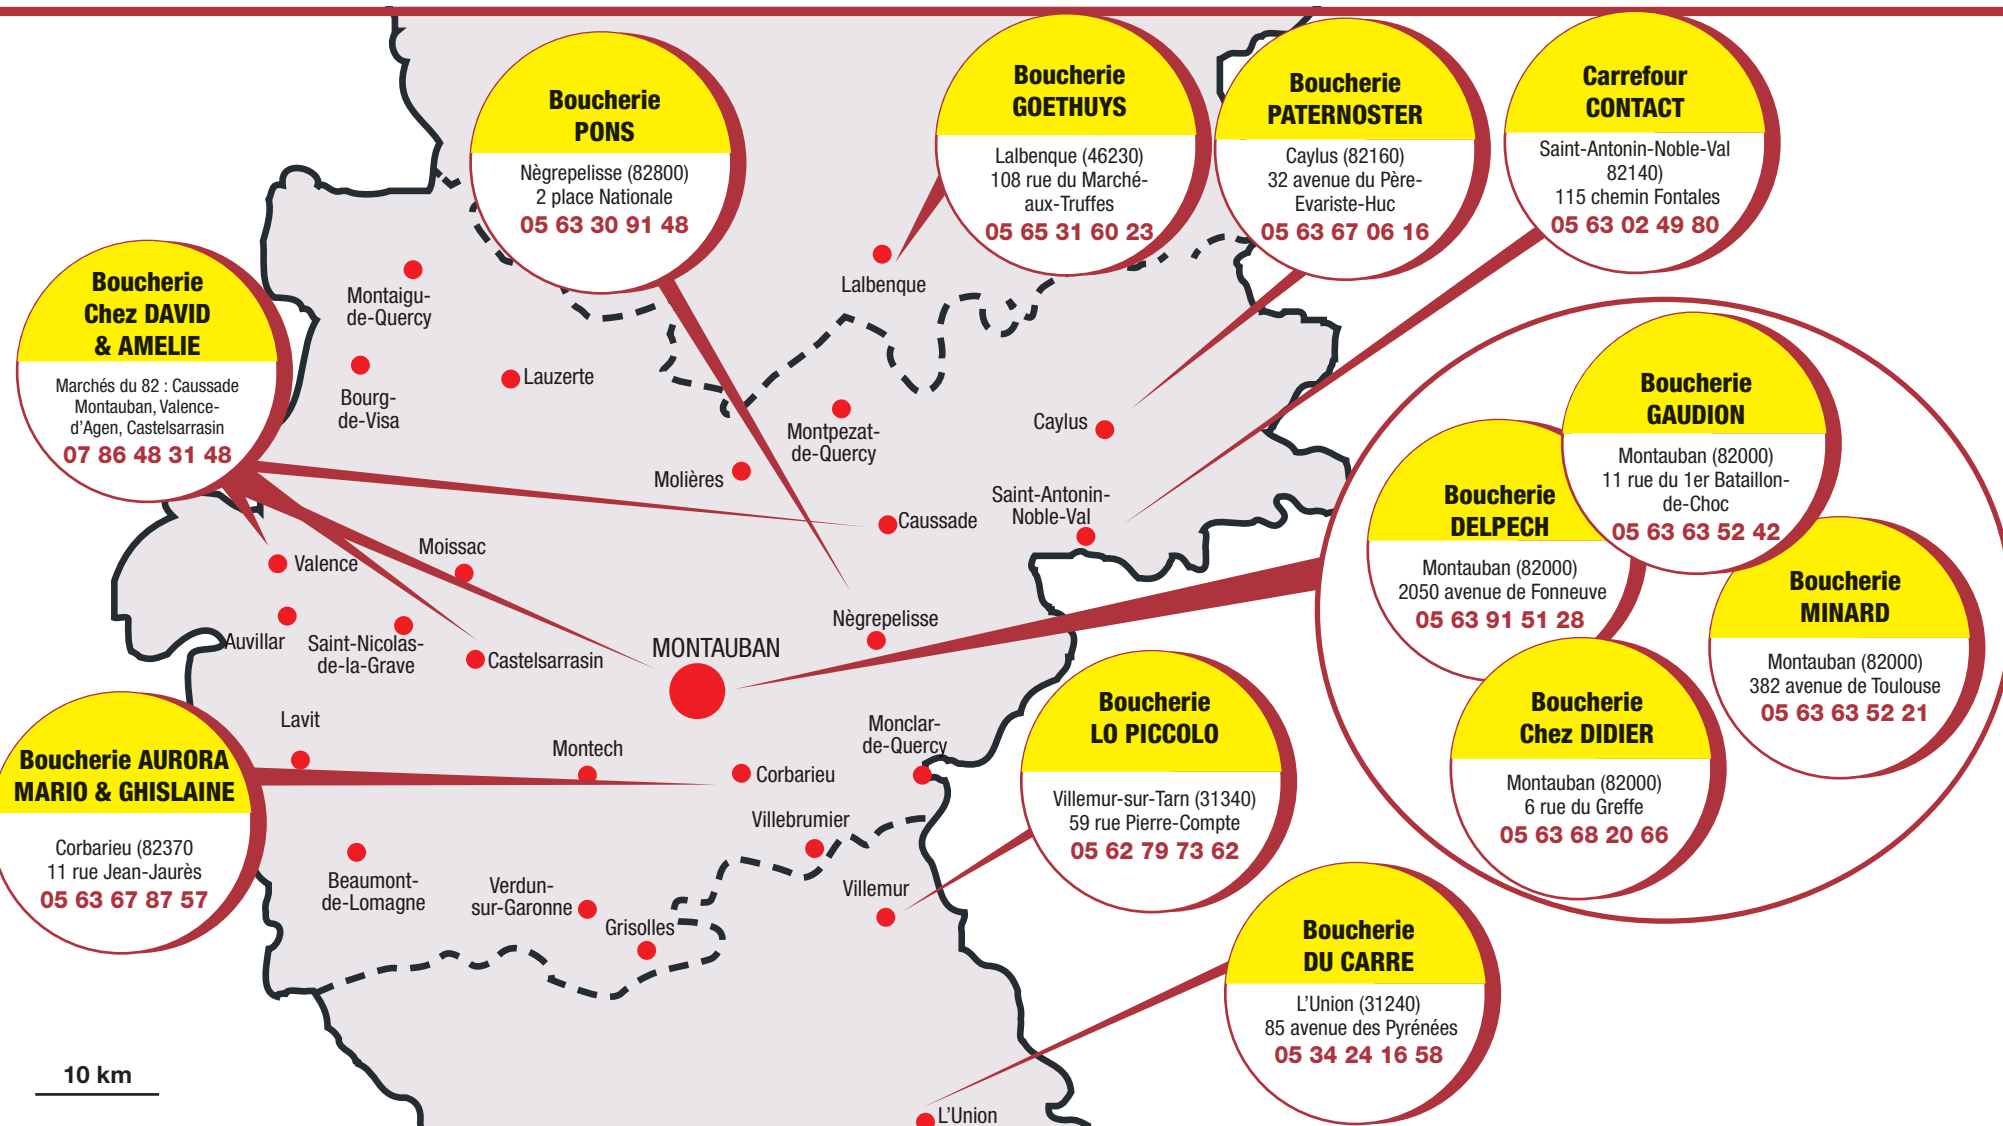 Boucherie
PONS
Nègrepelisse (82800)
2 place Nationale
05 63 30 91 48
Boucherie
GOETHUYS
Lalbenque (46230)
108 rue du Marché-
aux-Truffes
05 65 31 60 23
Boucherie
PATERNOSTER
Caylus (82160)
32 avenue du Père-
Evariste-Huc
05 63 67 06 16
Carrefour
CONTACT
Saint-Antonin-Noble-Val
82140)
115 chemin Fontales
05 63 02 49 80
Boucherie
Chez DAVID
& AMELIE
Marchés du 82 : Caussade
Montauban, Valence-
d'Agen, Castelsarrasin
07 86 48 31 48
Boucherie
GAUDION
Montauban (82000)
11 rue du 1er Bataillon-
de-Choc
05 63 63 52 42
Boucherie
DELPECH
Montauban (82000)
2050 avenue de Fonneuve
05 63 91 51 28
Boucherie
MINARD
Montauban (82000)
382 avenue de Toulouse
05 63 63 52 21
Boucherie
Chez DIDIER
Montauban (82000)
6 rue du Greffe
05 63 68 20 66
Boucherie
LO PICCOLO
Villemur-sur-Tarn (31340)
59 rue Pierre-Compte
05 62 79 73 62
Boucherie AURORA
MARIO & GHISLAINE
Corbarieu (82370
11 rue Jean-Jaurès
05 63 67 87 57
Boucherie
DU CARRE
L'Union (31240)
85 avenue des Pyrénées
05 34 24 16 58
Montaigu-
de-Quercy
Lalbenque
Bourg-
de-Visa
Lauzerte
Montpezat-
de-Quercy
Caylus
Molières
Saint-Antonin-
Noble-Val
Caussade
Moissac
Valence
Auvillar
Saint-Nicolas-
de-la-Grave
Castelsarrasin
MONTAUBAN
Nègrepelisse
Lavit
Montech
Corbarieu
Monclar-
de-Quercy
Villebrumier
Beaumont-
de-Lomagne
Verdun-
sur-Garonne
Grisolles
Villemur
L'Union
10 km